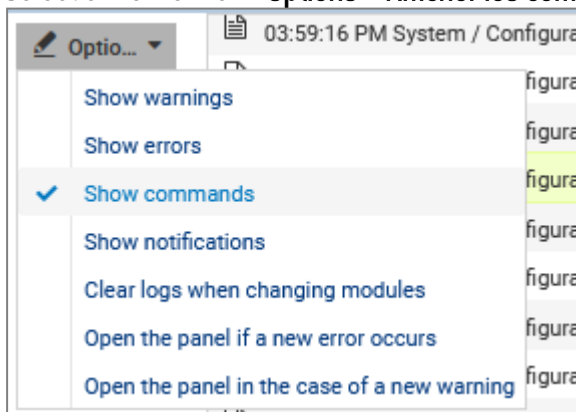 Options
Optio...
03:59:16 PM System / Configura
Show warnings
figura
Show errors
figura
Show commands
figura
Show notifications
figura
Clear logs when changing modules
figura
Open the panel if a new error occurs
figura
Open the panel in the case of a new warning
figura